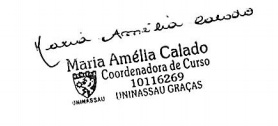 Maria Amélia Calado
Maria Amélia Calado
Coordenadora de Curso
10116269
UNINASSAU GRAÇAS
UNINASSAU